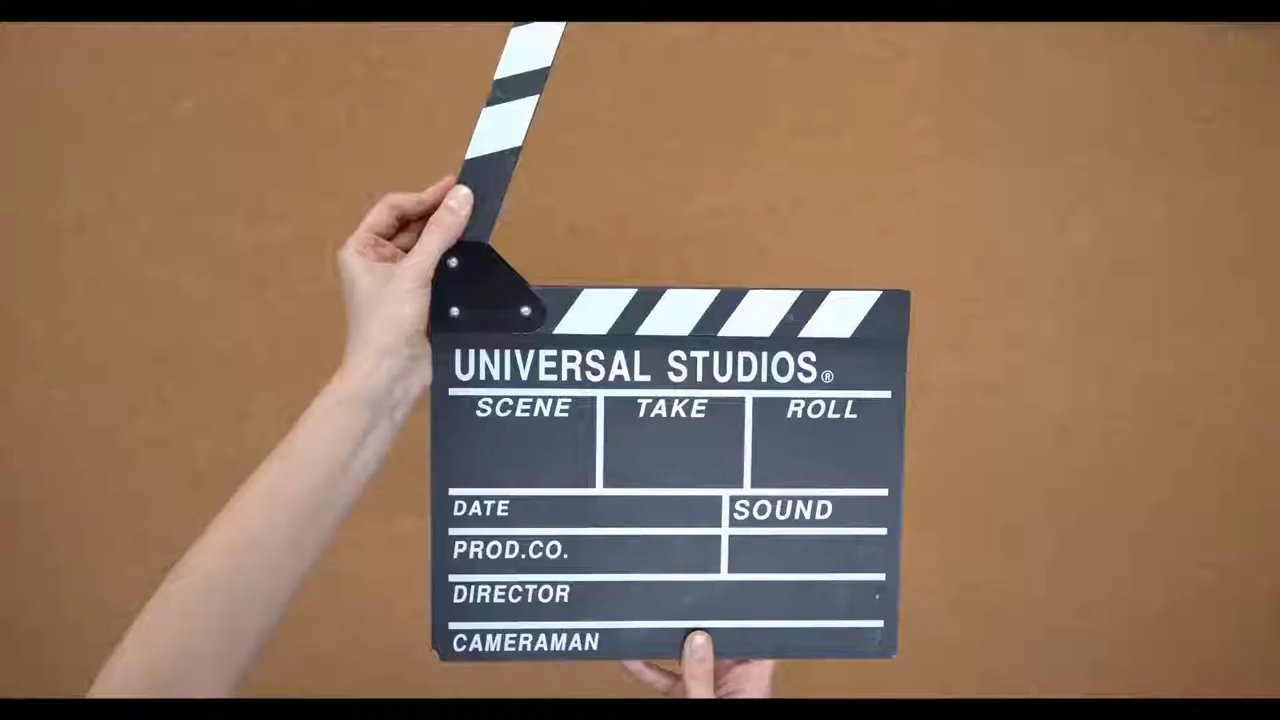 UNIVERSAL STUDIOS®
SCENE TAKE ROLL
DATE SOUND
PROD.CO.
DIRECTOR
CAMERAMAN